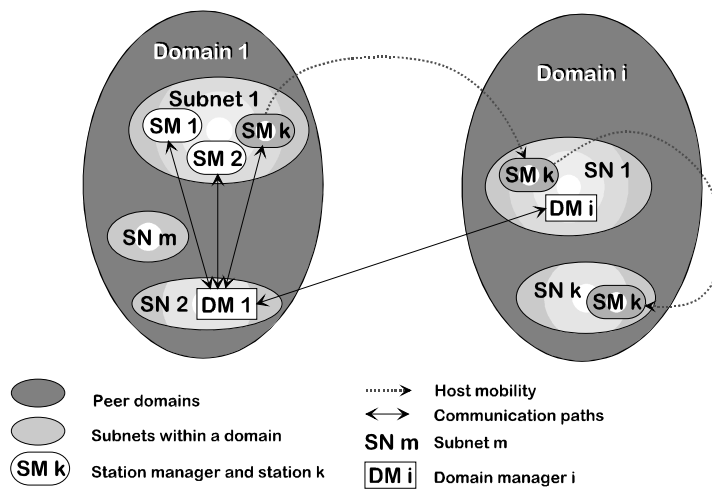 Domain 1
Subnet 1
SM 1
SM k
SM 2
SN m
SN 2
DM 1
Domain i
SM k
SN 1
DM i
SN k
SM k
Peer domains
Subnets within a domain
SM k
Station manager and station k
Host mobility
Communication paths
SN m
Subnet m
DM i
Domain manager i